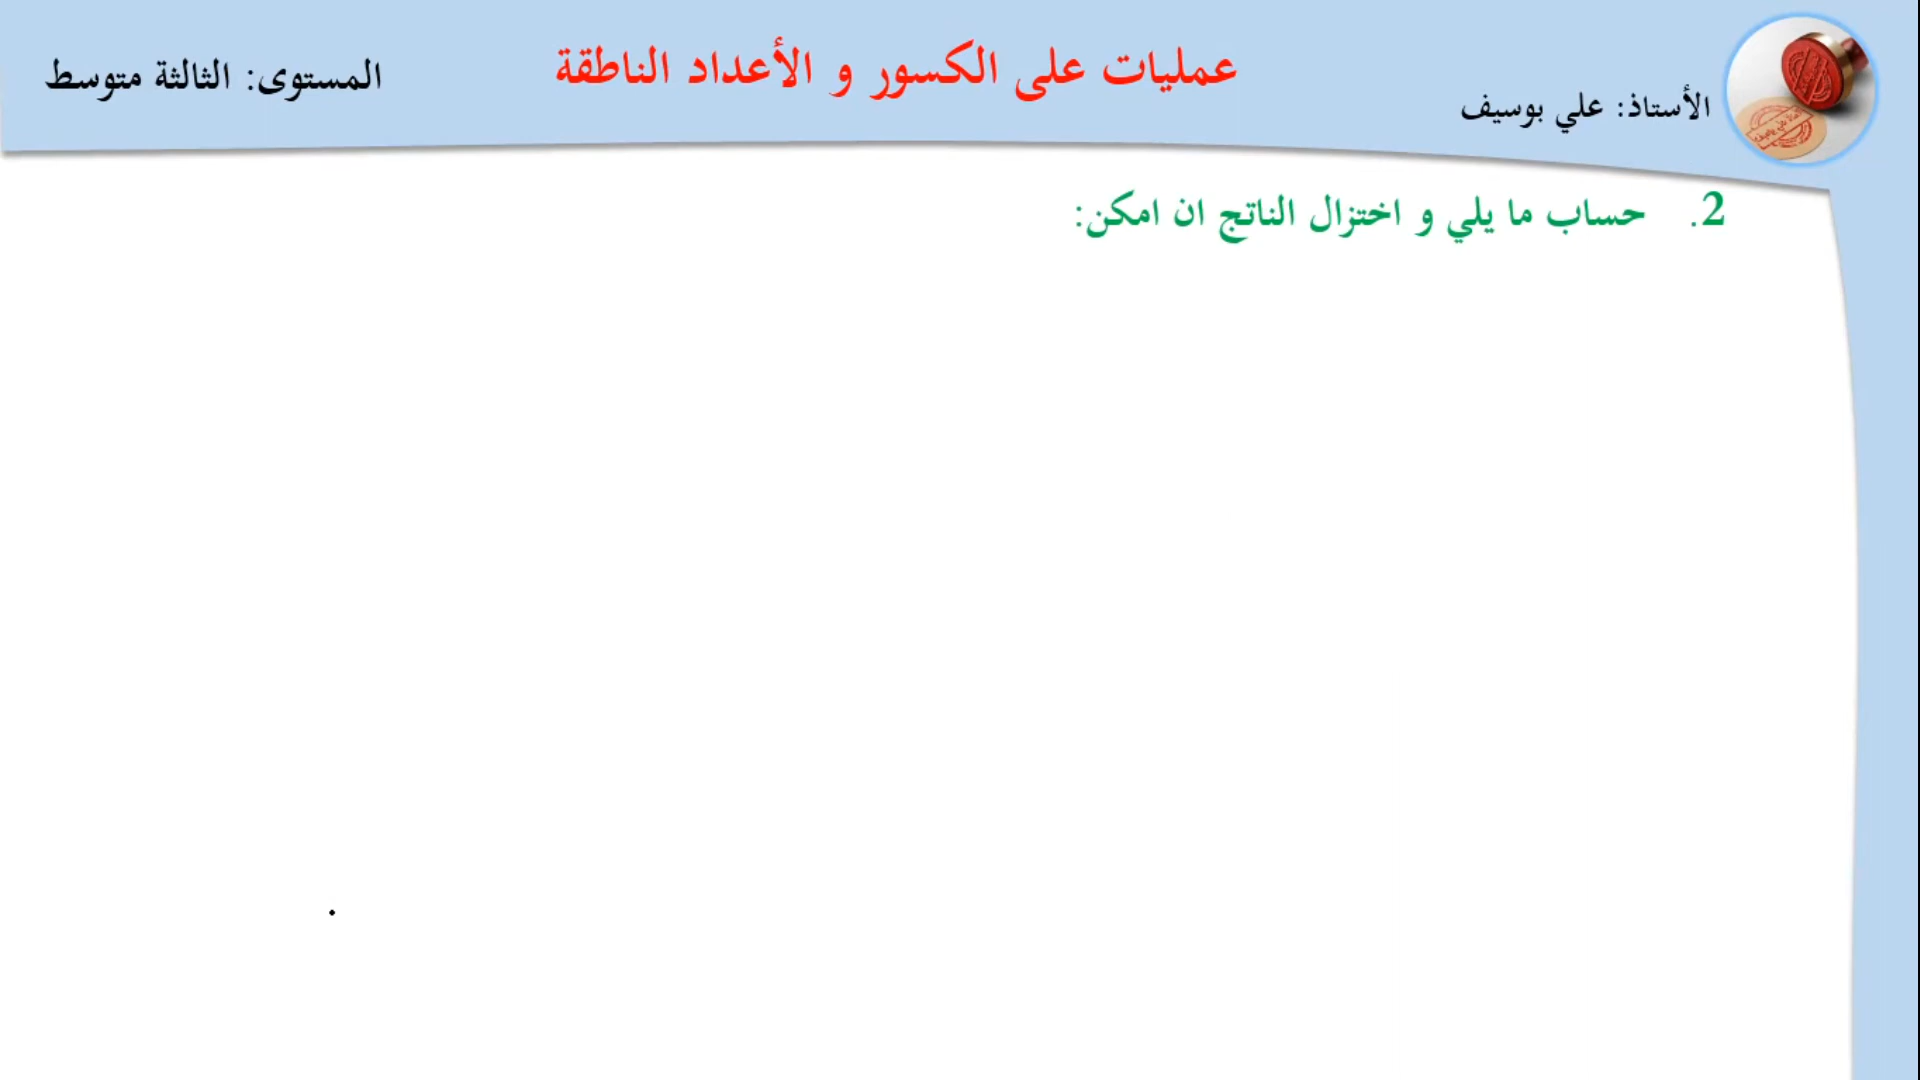 عمليات على الكسور و الأعداد الناطقة
الأستاذ: علي بوسيف
المستوى: الثالثة متوسط
2. حساب ما يلي و اختزال الناتج ان امكن: